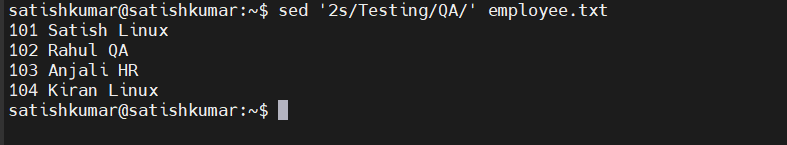 satishkumar@satishkumar:~$ sed '2s/Testing/QA/' employee.txt
101 Satish Linux
102 Rahul QA
103 Anjali HR
104 Kiran Linux
satishkumar@satishkumar:~$